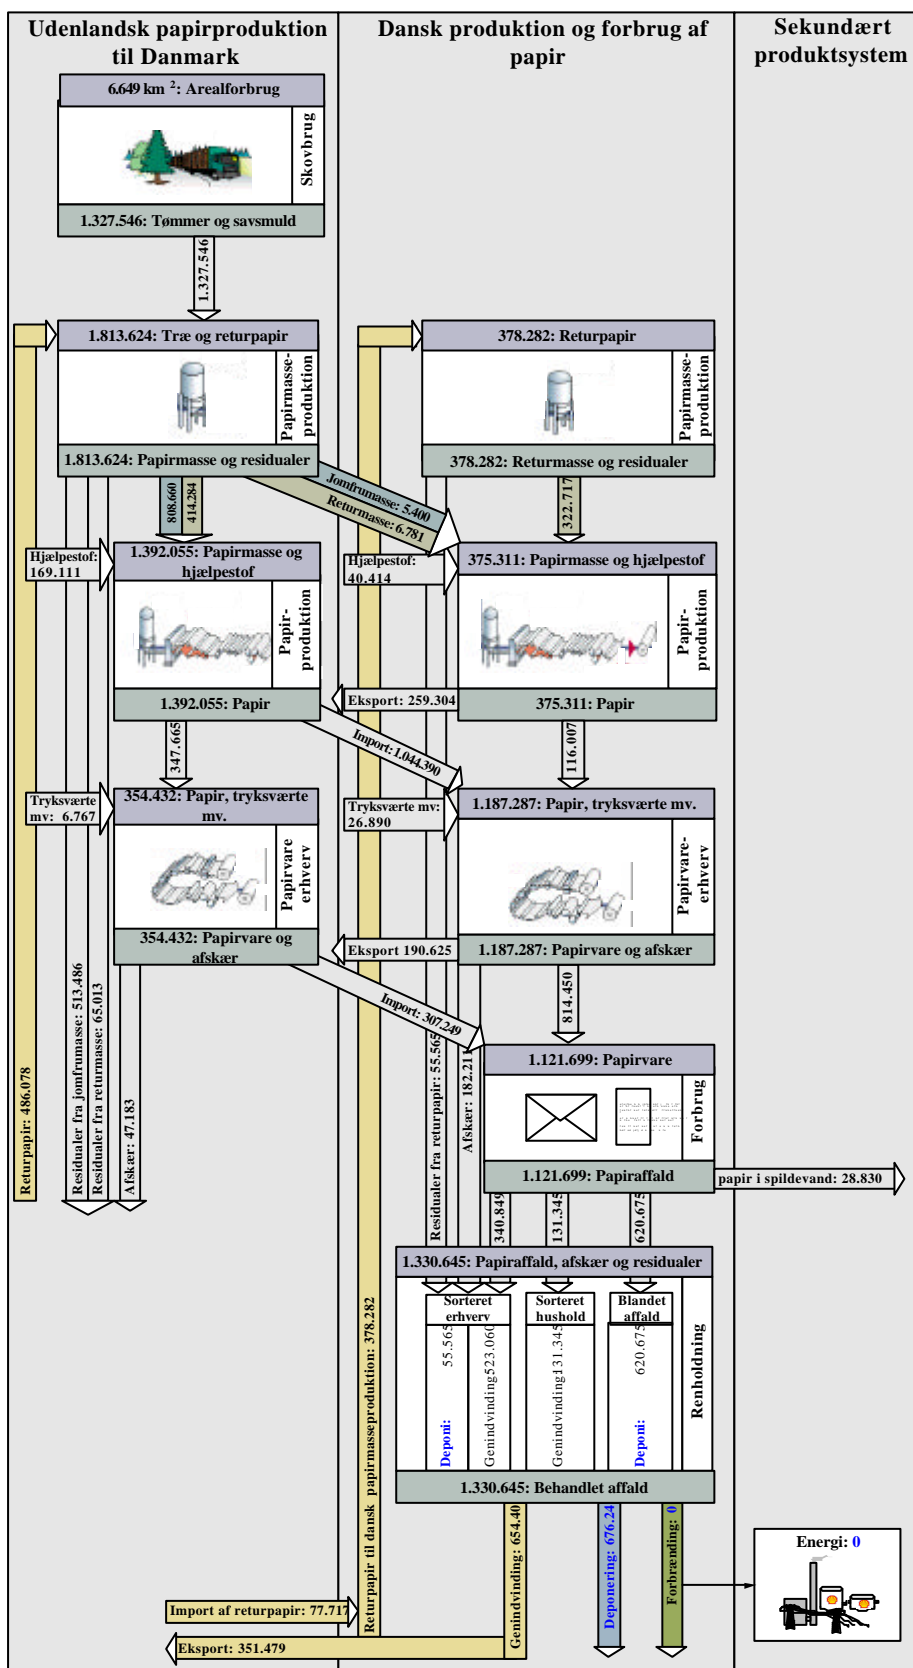 Udenlandsk papirproduktion
til Danmark
Dansk produktion og forbrug af
papir
Sekundært
produktsystem
6.649 km 2: Arealforbrug
Skovbrug
1.327.546: Tømmer og savsmuld
1.327.546
1.813.624: Træ og returpapir
Papirmasse-
produktion
1.813.624: Papirmasse og residualer
378.282: Returpapir
Papirmasse-
produktion
378.282: Returmasse og residualer
808.660
414.284
Jomfrumasse: 5.400
Returmasse: 6.781
322.717
Hjælpestof:
169.111
1.392.055: Papirmasse og
hjælpestof
Papir-
produktion
1.392.055: Papir
Hjælpestof:
40.414
375.311: Papirmasse og hjælpestof
Papir-
produktion
375.311: Papir
Eksport: 259.304
347.665
Import: 1.044.390
116.007
Tryksværte
mv: 6.767
354.432: Papir, tryksværte
mv.
Papirvare-
erhverv
354.432: Papirvare og
afskær
Tryksværte mv:
26.890
1.187.287: Papir, tryksværte mv.
Papirvare-
erhverv
1.187.287: Papirvare og afskær
Eksport 190.625
Import: 307.249
814.450
Returpapir: 486.078
Residualer fra jomfrumasse: 513.486
Residualer fra returmasse: 65.013
Afskær: 47.183
Residualer fra returpapir: 55.565
Afskær: 182.211
1.121.699: Papirvare
Forbrug
1.121.699: Papiraffald
papir i spildevand: 28.830
340.849
131.345
620.675
1.330.645: Papiraffald, afskær og residualer
Sorteret
erhverv
Sorteret
hushold
Blandet
affald
Deponi: 55.565
Genindvinding 523.060
Genindvinding 131.345
Deponi: 620.675
Renholdning
1.330.645: Behandlet affald
Returpapir til dansk papirmasseproduktion: 378.282
Genindvinding: 654.40
Deponering: 676.24
Forbrænding: 0
Energi: 0
Import af returpapir: 77.717
Eksport: 351.479